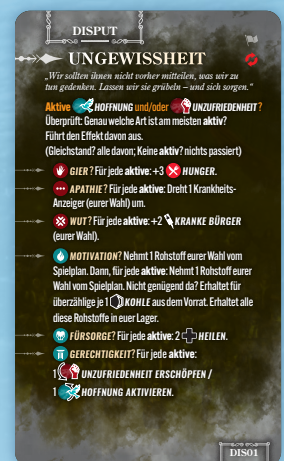 DISPUT
UNGEWISSHEIT
„Wir sollten ihnen nicht vorher mitteilen, was wir zu
tun gedenken. Lassen wir sie grübeln – und sich sorgen.“
Aktive HOFFNUNG und/oder UNZUFRIEDENHEIT?
Überprüft: Genau welche Art ist am meisten aktiv?
Führt den Effekt davon aus.
(Gleichstand? alle davon; Keine aktiv? nichts passiert)
GIER? Für jede aktive: +3 HUNGER.
APATHIE? Für jede aktive: Dreht 1 Krankheits-
Anzeiger (eurer Wahl) um.
WUT? Für jede aktive: +2 KRANKE BÜRGER
(eurer Wahl).
MOTIVATION? Nehmt 1 Rohstoff eurer Wahl vom
Spielplan. Dann, für jede aktive: Nehmt 1 Rohstoff eurer
Wahl vom Spielplan. Nicht genügend da? Erhaltet für
überzählige je 1 KOHLE aus dem Vorrat. Erhaltet alle
diese Rohstoffe in euer Lager.
FÜRSORGE? Für jede aktive: 2 HEILEN.
GERECHTIGKEIT? Für jede aktive:
1 UNZUFRIEDENHEIT ERSCHÖPFEN /
1 HOFFNUNG AKTIVIEREN.
DIS01